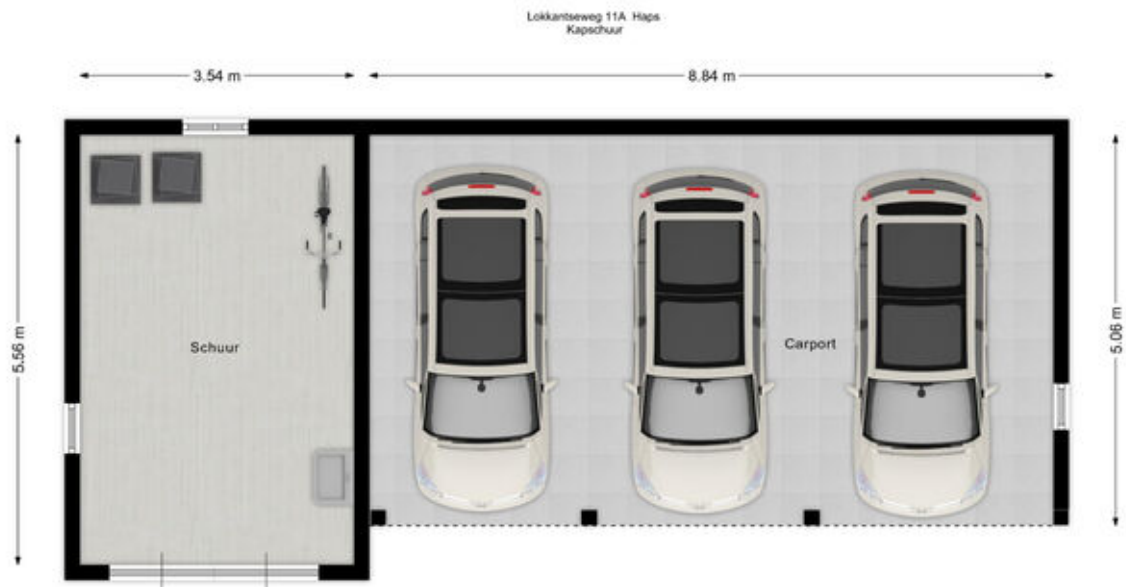 Lokkantseweg 11A Haps
Kapschuur
3.54 m
8.84 m
5.56 m
Schuur
Carport
5.06 m